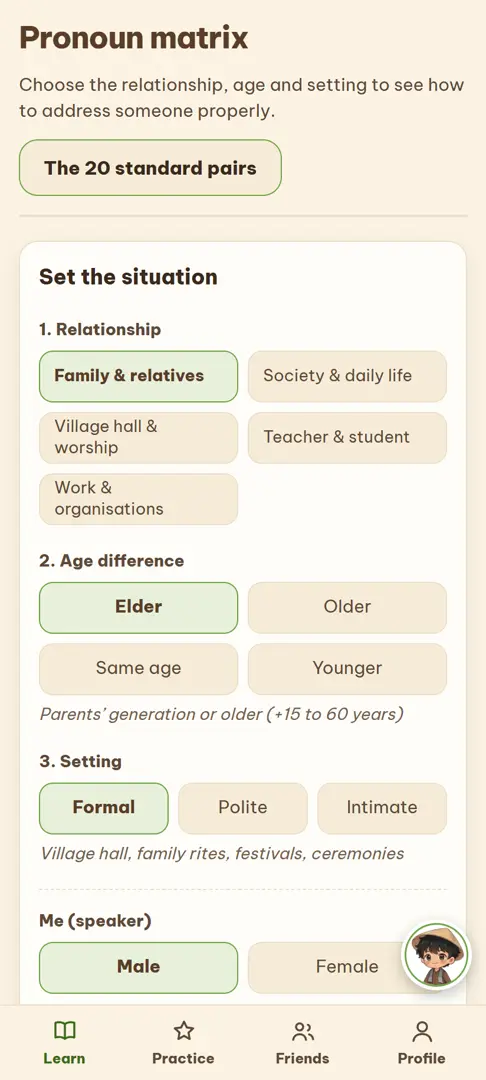 Pronoun matrix
Choose the relationship, age and setting to see how
to address someone properly.
The 20 standard pairs
Set the situation
1. Relationship
Family & relatives
Society & daily life
Village hall &
worship
Teacher & student
Work &
organisations
2. Age difference
Elder
Older
Same age
Younger
Parents' generation or older (+15 to 60 years)
3. Setting
Formal
Polite
Intimate
Village hall, family rites, festivals, ceremonies
Me (speaker)
Male
Female
Learn
Practice
Friends
Profile